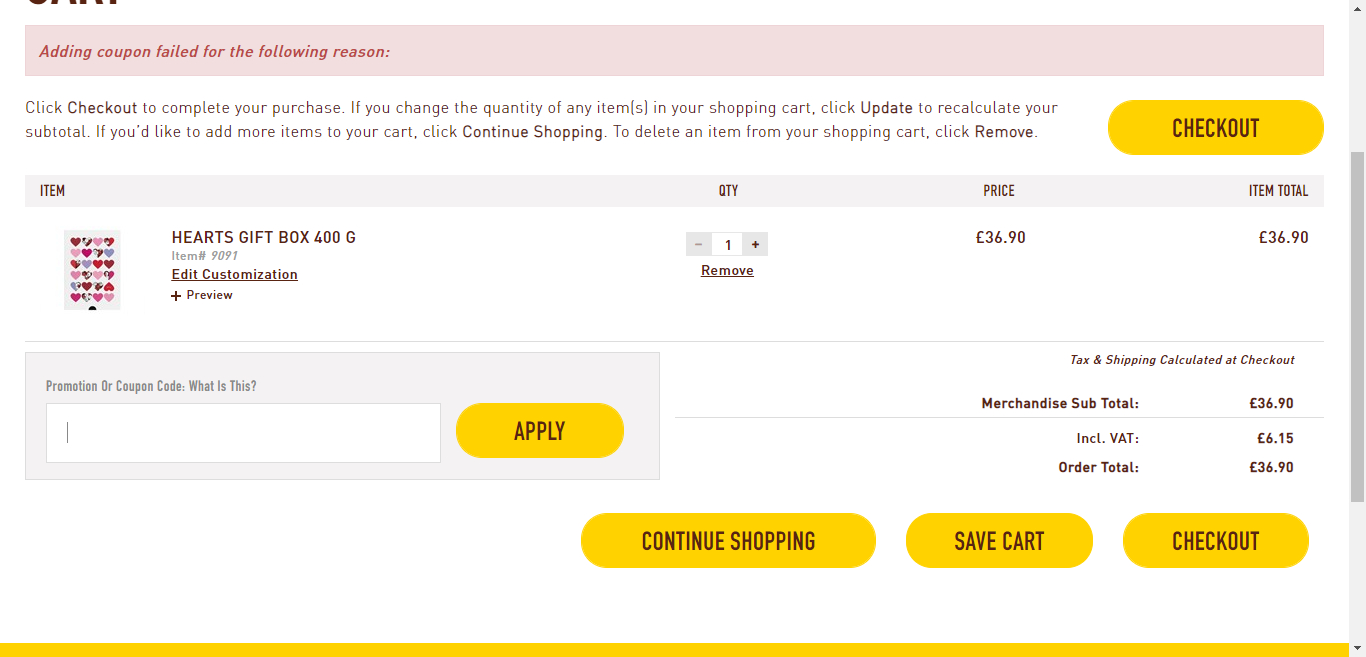 CART
Adding coupon failed for the following reason:
Click Checkout to complete your purchase. If you change the quantity of any item(s) in your shopping cart, click Update to recalculate your
subtotal. If you'd like to add more items to your cart, click Continue Shopping. To delete an item from your shopping cart, click Remove.
CHECKOUT
ITEM QTY PRICE ITEM TOTAL
HEARTS GIFT BOX 400 G - 1 + £36.90 £36.90
Item# 9091
Edit Customization Remove
+ Preview
Tax & Shipping Calculated at Checkout
Promotion Or Coupon Code: What Is This?
Merchandise Sub Total: £36.90
APPLY
Incl. VAT: £6.15
Order Total: £36.90
CONTINUE SHOPPING SAVE CART CHECKOUT